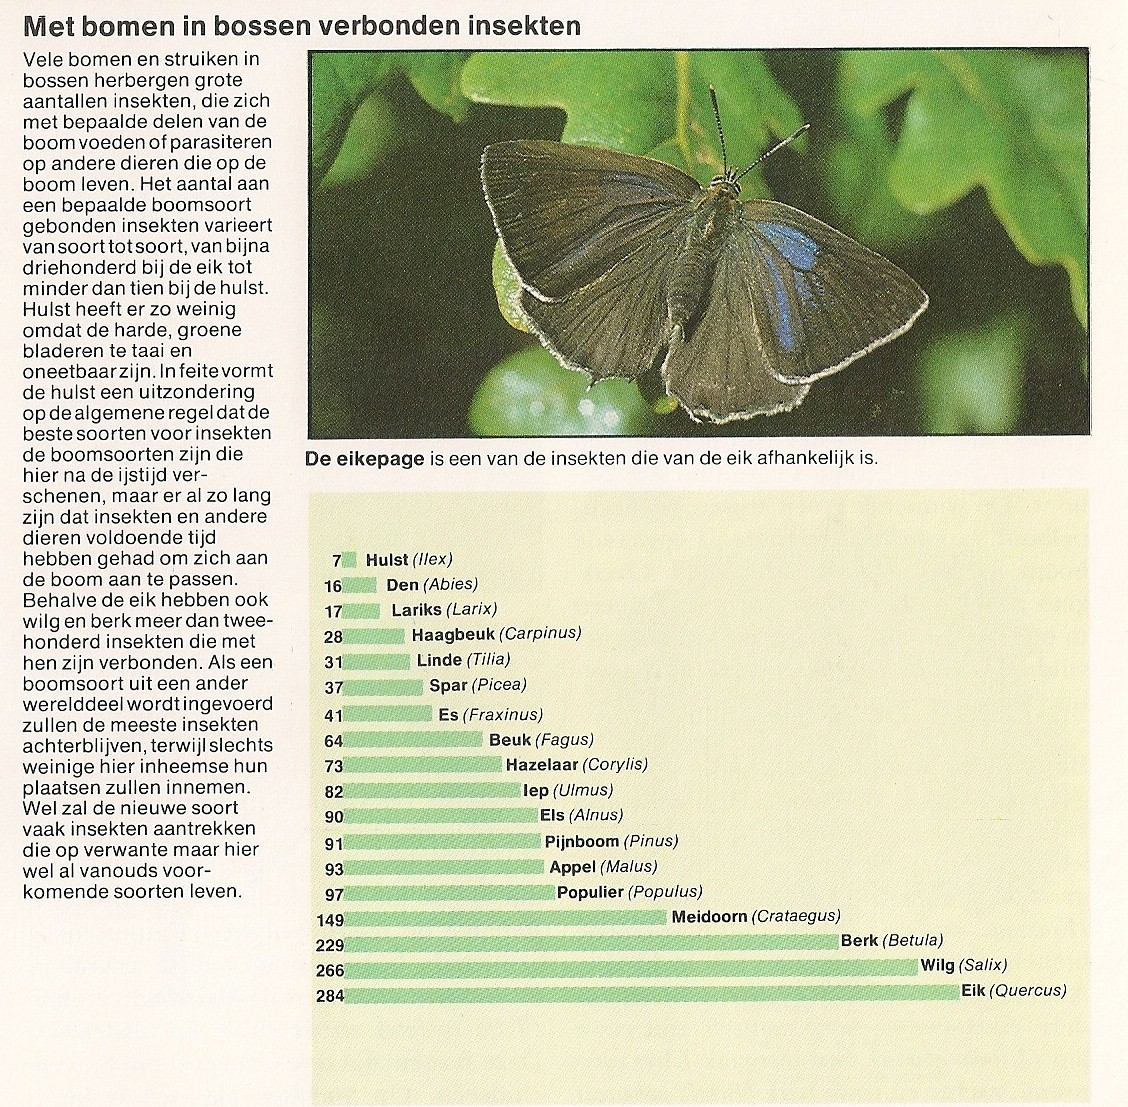 Met bomen in bossen verbonden insekten
Vele bomen en struiken in
bossen herbergen grote
aantallen insekten, die zich
met bepaalde delen van de
boom voeden of parasiteren
op andere dieren die op de
boom leven. Het aantal aan
een bepaalde boomsoort
gebonden insekten varieert
van soort tot soort, van bijna
driehonderd bij de eik tot
minder dan tien bij de hulst.
Hulst heeft er zo weinig
omdat de harde, groene
bladeren te taai en
oneetbaar zijn. In feite vormt
de hulst een uitzondering
op de algemene regel dat de
beste soorten voor insekten
de boomsoorten zijn die
hier na de ijstijd ver-
schenen, maar er al zo lang
zijn dat insekten en andere
dieren voldoende tijd
hebben gehad om zich aan
de boom aan te passen.
Behalve de eik hebben ook
wilg en berk meer dan twee-
honderd insekten die met
hen zijn verbonden. Als een
boomsoort uit een ander
werelddeel wordt ingevoerd
zullen de meeste insekten
achterblijven, terwijl slechts
weinige hier inheemse hun
plaatsen zullen innemen.
Wel zal de nieuwe soort
vaak insekten aantrekken
die op verwante maar hier
wel al vanouds voor-
komende soorten leven.
De eikepage is een van de insekten die van de eik afhankelijk is.
7 Hulst (Ilex)
16 Den (Abies)
17 Lariks (Larix)
28 Haagbeuk (Carpinus)
31 Linde (Tilia)
37 Spar (Picea)
41 Es (Fraxinus)
64 Beuk (Fagus)
73 Hazelaar (Corylis)
82 Iep (Ulmus)
90 Els (Alnus)
91 Pijnboom (Pinus)
93 Appel (Malus)
97 Populier (Populus)
149 Meidoorn (Crataegus)
229 Berk (Betula)
266 Wilg (Salix)
284 Eik (Quercus)